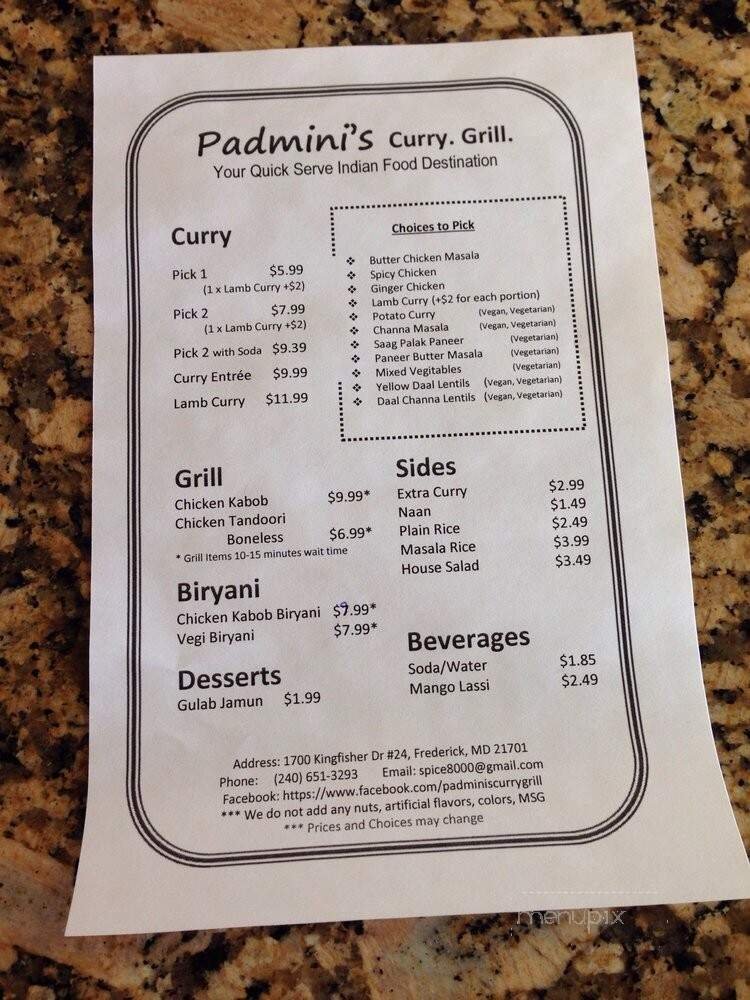 Padmini's Curry. Grill.
Your Quick Serve Indian Food Destination
Curry
Pick 1 $5.99
(1 x Lamb Curry +$2)
Pick 2 $7.99
(1 x Lamb Curry +$2)
Pick 2 with Soda $9.39
Curry Entrée $9.99
Lamb Curry $11.99
Choices to Pick
❖ Butter Chicken Masala
❖ Spicy Chicken
❖ Ginger Chicken
❖ Lamb Curry (+$2 for each portion)
❖ Potato Curry (Vegan, Vegetarian)
❖ Channa Masala (Vegan, Vegetarian)
❖ Saag Palak Paneer (Vegetarian)
❖ Paneer Butter Masala (Vegetarian)
❖ Mixed Vegitables (Vegetarian)
❖ Yellow Daal Lentils (Vegan, Vegetarian)
❖ Daal Channa Lentils (Vegan, Vegetarian)
Grill
Chicken Kabob $9.99*
Chicken Tandoori
Boneless $6.99*
* Grill Items 10-15 minutes wait time
Biryani
Chicken Kabob Biryani $9.99*
Vegi Biryani $7.99*
Desserts
Gulab Jamun $1.99
Sides
Extra Curry $2.99
Naan $1.49
Plain Rice $2.49
Masala Rice $3.99
House Salad $3.49
Beverages
Soda/Water $1.85
Mango Lassi $2.49
Address: 1700 Kingfisher Dr #24, Frederick, MD 21701
Phone: (240) 651-3293 Email: spice8000@gmail.com
Facebook: https://www.facebook.com/padminiscurrygrill
*** We do not add any nuts, artificial flavors, colors, MSG
*** Prices and Choices may change
menupix